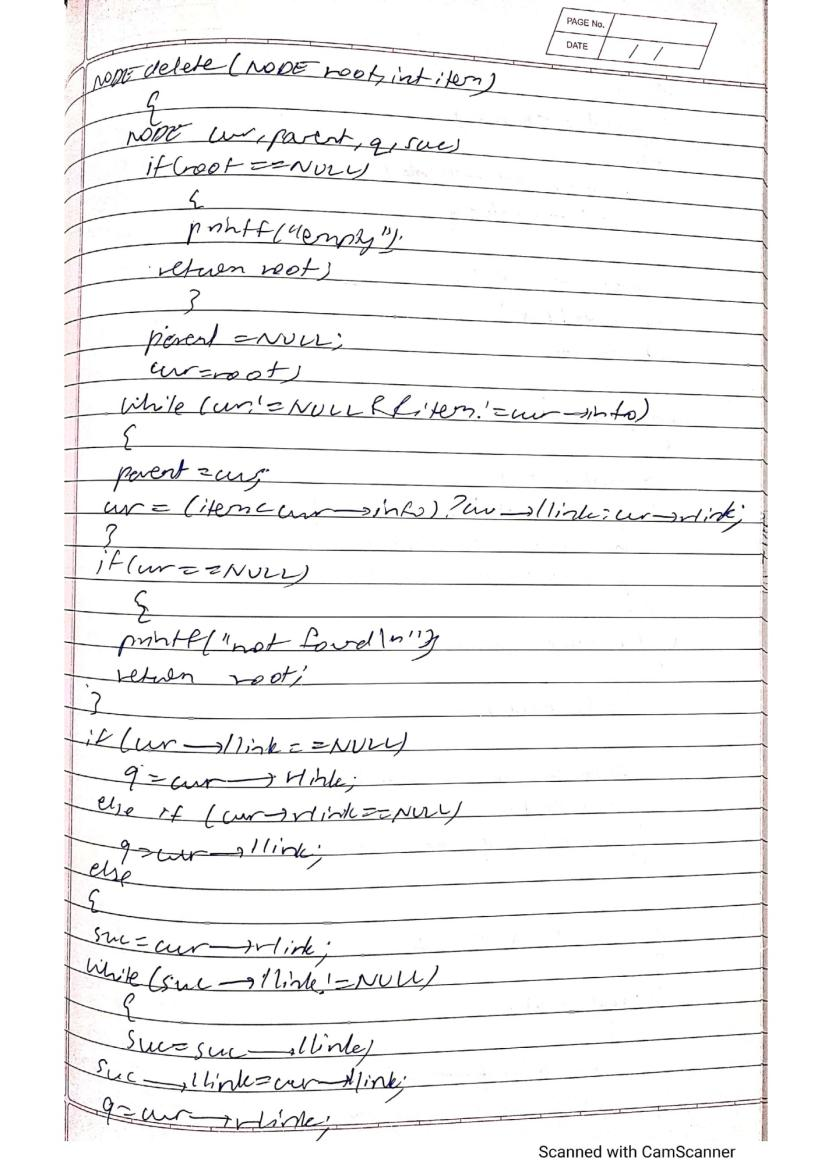 PAGE No.
DATE / /
NODE delete (NODE root, int item)
{
NODE cur, parent, q, suc;
if(root ==NULL)
{
printf("empty");
return root;
}
parent =NULL;
cur=root;
while (cur!=NULL && item!=cur→info)
{
parent =cur;
cur = (item<cur→info)?cur→llink:cur→rlink;
}
if(cur==NULL)
{
printf("not found\n");
return root;
}
if (cur→llink==NULL)
q=cur→rlink;
else if (cur→rlink==NULL)
q=cur→llink;
else
{
suc=cur→rlink;
while(suc→llink!=NULL)
{
suc=suc→llink;
suc→llink=cur→llink;
q=cur→rlink;
Scanned with CamScanner